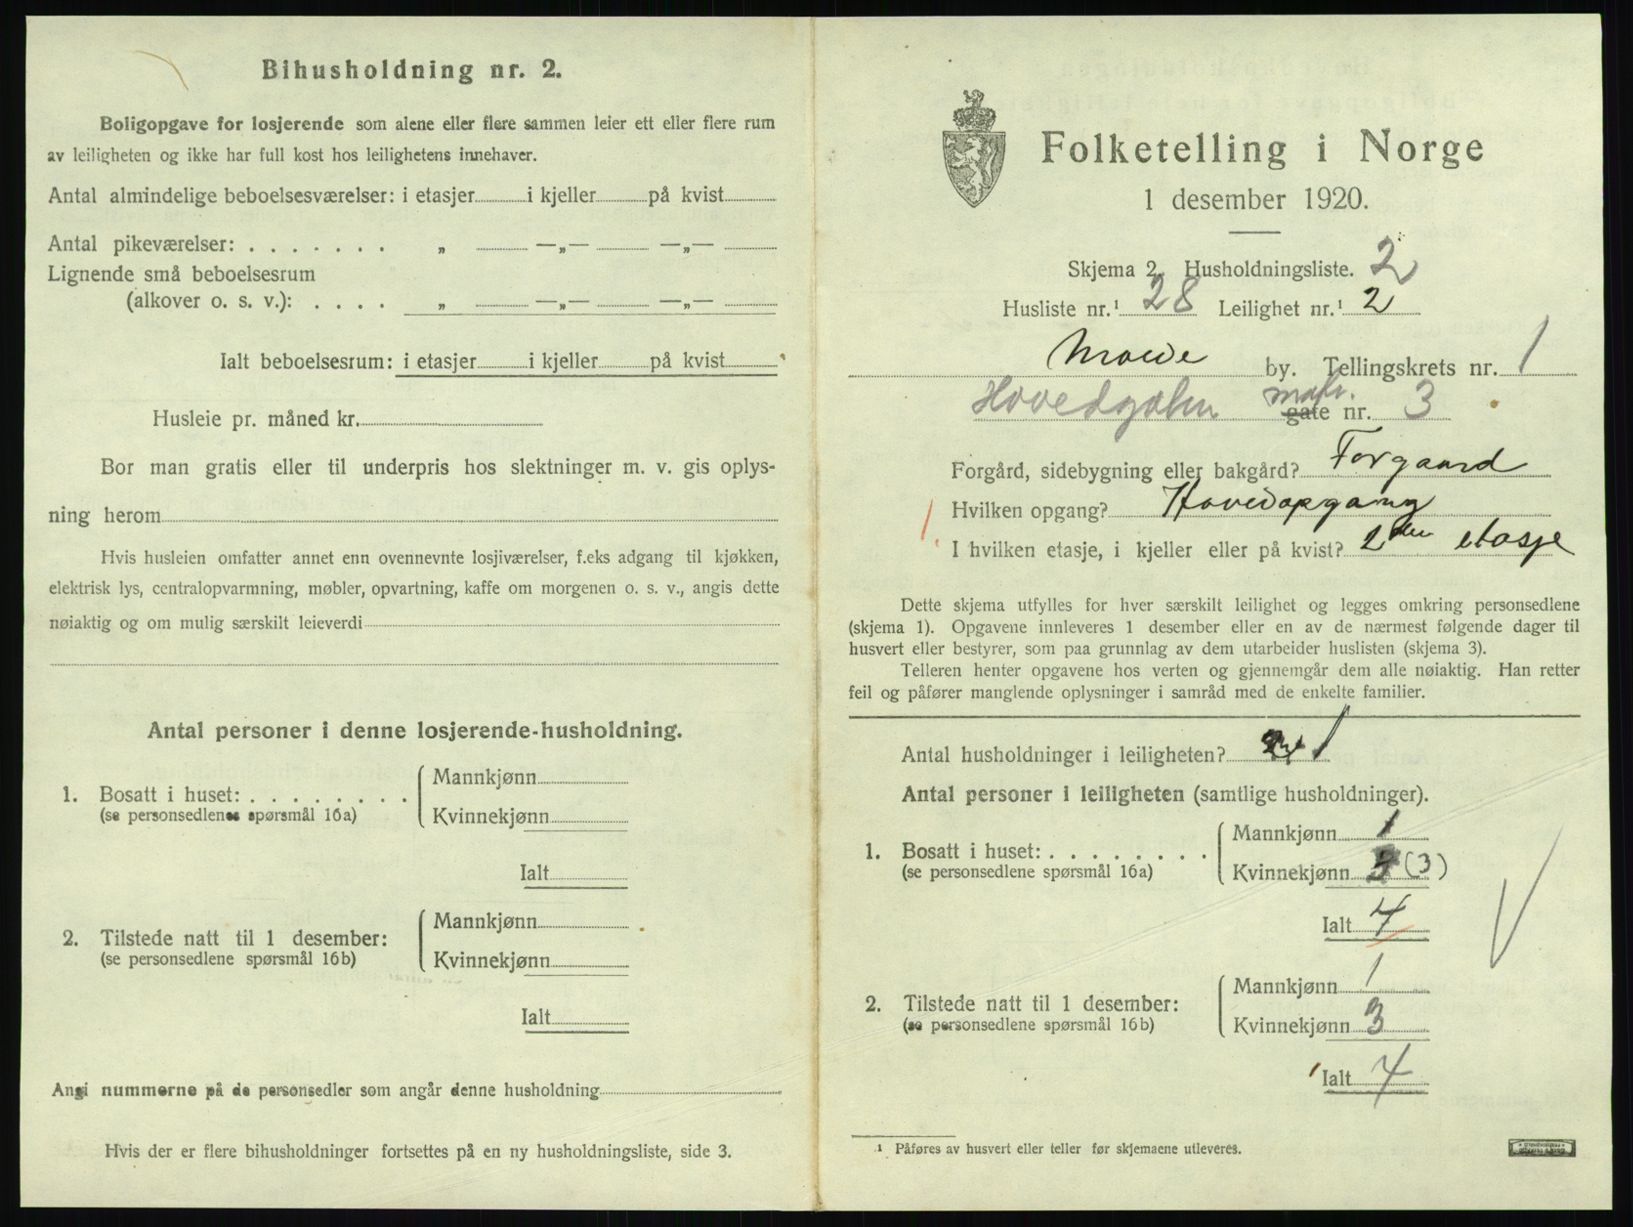 Bihusholdning nr. 2.
Boligopgave for losjerende som alene eller flere sammen leier ett eller flere rum
av leiligheten og ikke har full kost hos leilighetens innehaver.
Antal almindelige beboelsesværelser: i etasjer i kjeller på kvist
Antal pikeværelser: . . . . . . . „ —„— —„—
Lignende små beboelsesrum
(alkover o. s. v.): . . . . „ —„— —„—
Ialt beboelsesrum: i etasjer i kjeller på kvist
Husleie pr. måned kr.
Bor man gratis eller til underpris hos slektninger m. v. gis oplys-
ning herom
Hvis husleien omfatter annet enn ovennevnte losjiværelser, f.eks adgang til kjøkken,
elektrisk lys, centralopvarmning, møbler, opvartning, kaffe om morgenen o. s. v., angis dette
nøiaktig og om mulig særskilt leieverdi
Antal personer i denne losjerende-husholdning.
1. Bosatt i huset: . . . . . . . .
(se personsedlenes spørsmål 16a)
Mannkjønn
Kvinnekjønn
Ialt
2. Tilstede natt til 1 desember:
(se personsedlene spørsmål 16b)
Mannkjønn
Kvinnekjønn
Ialt
Angi nummerne på de personsedler som angår denne husholdning
Hvis der er flere bihusholdninger fortsettes på en ny husholdningsliste, side 3.
Folketelling i Norge
1 desember 1920.
Skjema 2. Husholdningsliste. 2
Husliste nr.¹ 28 Leilighet nr.¹ 2
Molde by. Tellingskrets nr. 1
Hovedgaten matr.
gate nr. 3
Forgård, sidebygning eller bakgård? Forgaard
Hvilken opgang? Hovedopgang
I hvilken etasje, i kjeller eller på kvist? 2den etasje
Dette skjema utfylles for hver særskilt leilighet og legges omkring personsedlene
(skjema 1). Opgavene innleveres 1 desember eller en av de nærmest følgende dager til
husvert eller bestyrer, som paa grunnlag av dem utarbeider huslisten (skjema 3).
Telleren henter opgavene hos verten og gjennemgår dem alle nøiaktig. Han retter
feil og påfører manglende oplysninger i samråd med de enkelte familier.
Antal husholdninger i leiligheten? 1
Antal personer i leiligheten (samtlige husholdninger).
1. Bosatt i huset: . . . . . . . .
(se personsedlene spørsmål 16a)
Mannkjønn 1
Kvinnekjønn (3)
Ialt 4
2. Tilstede natt til 1 desember:
(se personsedlene spørsmål 16b)
Mannkjønn 1
Kvinnekjønn 3
Ialt 4
¹ Påføres av husvert eller teller før skjemaene utleveres.